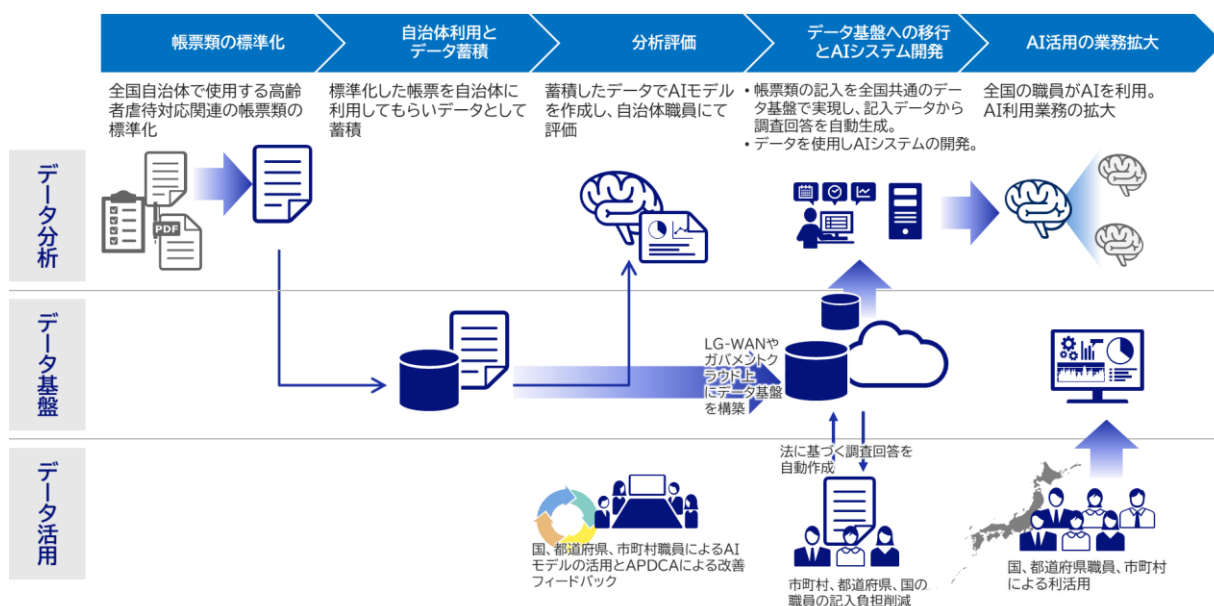 帳票類の標準化
自治体利用と
データ蓄積
分析評価
データ基盤への移行
とAIシステム開発
AI活用の業務拡大
全国自治体で使用する高齢
者虐待対応関連の帳票類の
標準化
標準化した帳票を自治体に
利用してもらいデータとして
蓄積
蓄積したデータでAIモデル
を作成し、自治体職員にて
評価
・帳票類の記入を全国共通のデー
タ基盤で実現し、記入データから
調査回答を自動生成。
・データを使用しAIシステムの開発。
全国の職員がAIを利用。
AI利用業務の拡大
データ分析
PDF
データ基盤
LG-WANや
ガバメントク
ラウド上
にデータ基盤
を構築
データ活用
法に基づく調査回答を
自動作成
国、都道府県、市町村職員によるAI
モデルの活用とAPDCAによる改善
フィードバック
市町村、都道府県、国の
職員の記入負担削減
国、都道府県職員、市町村
による利活用